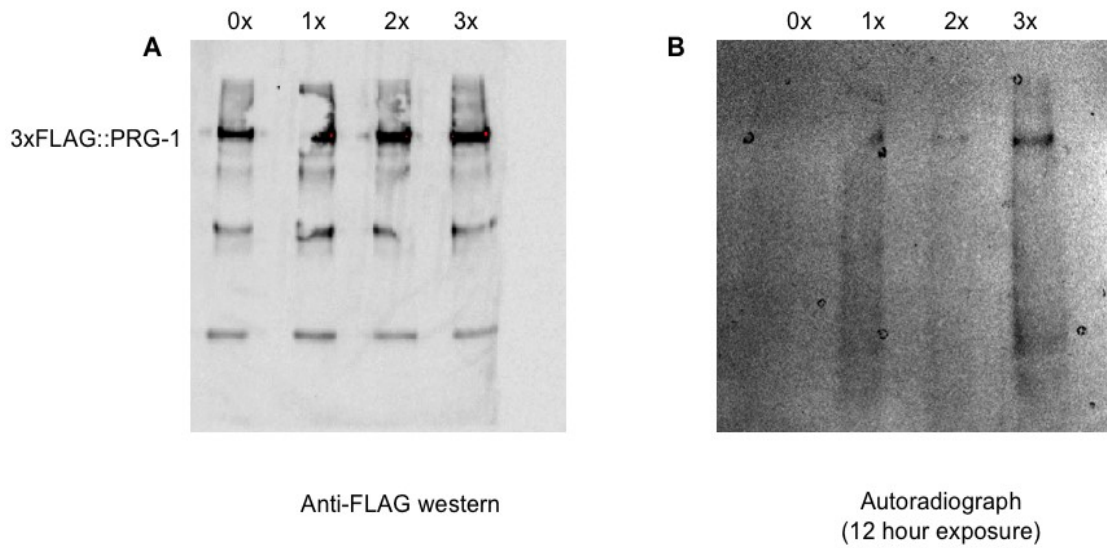 A
0x 1x 2x 3x
3xFLAG::PRG-1
Anti-FLAG western
B
0x 1x 2x 3x
Autoradiograph
(12 hour exposure)